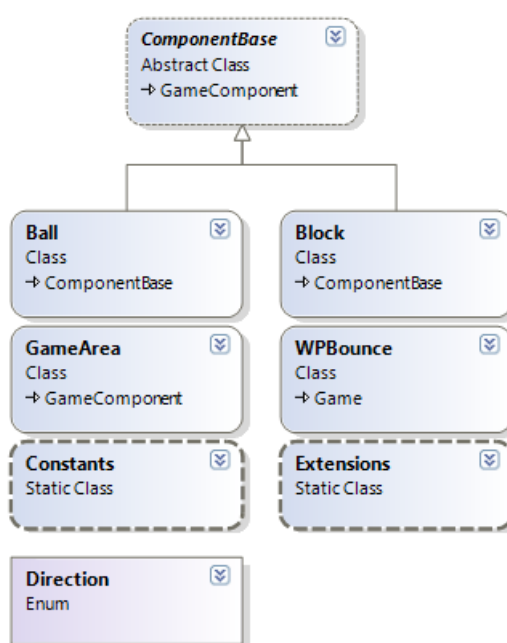 ComponentBase
Abstract Class
→ GameComponent
Ball
Class
→ ComponentBase
Block
Class
→ ComponentBase
GameArea
Class
→ GameComponent
WPBounce
Class
→ Game
Constants
Static Class
Extensions
Static Class
Direction
Enum